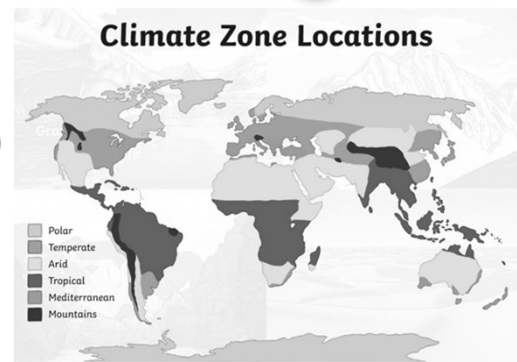 Climate Zone Locations
Polar
Temperate
Arid
Tropical
Mediterranean
Mountains